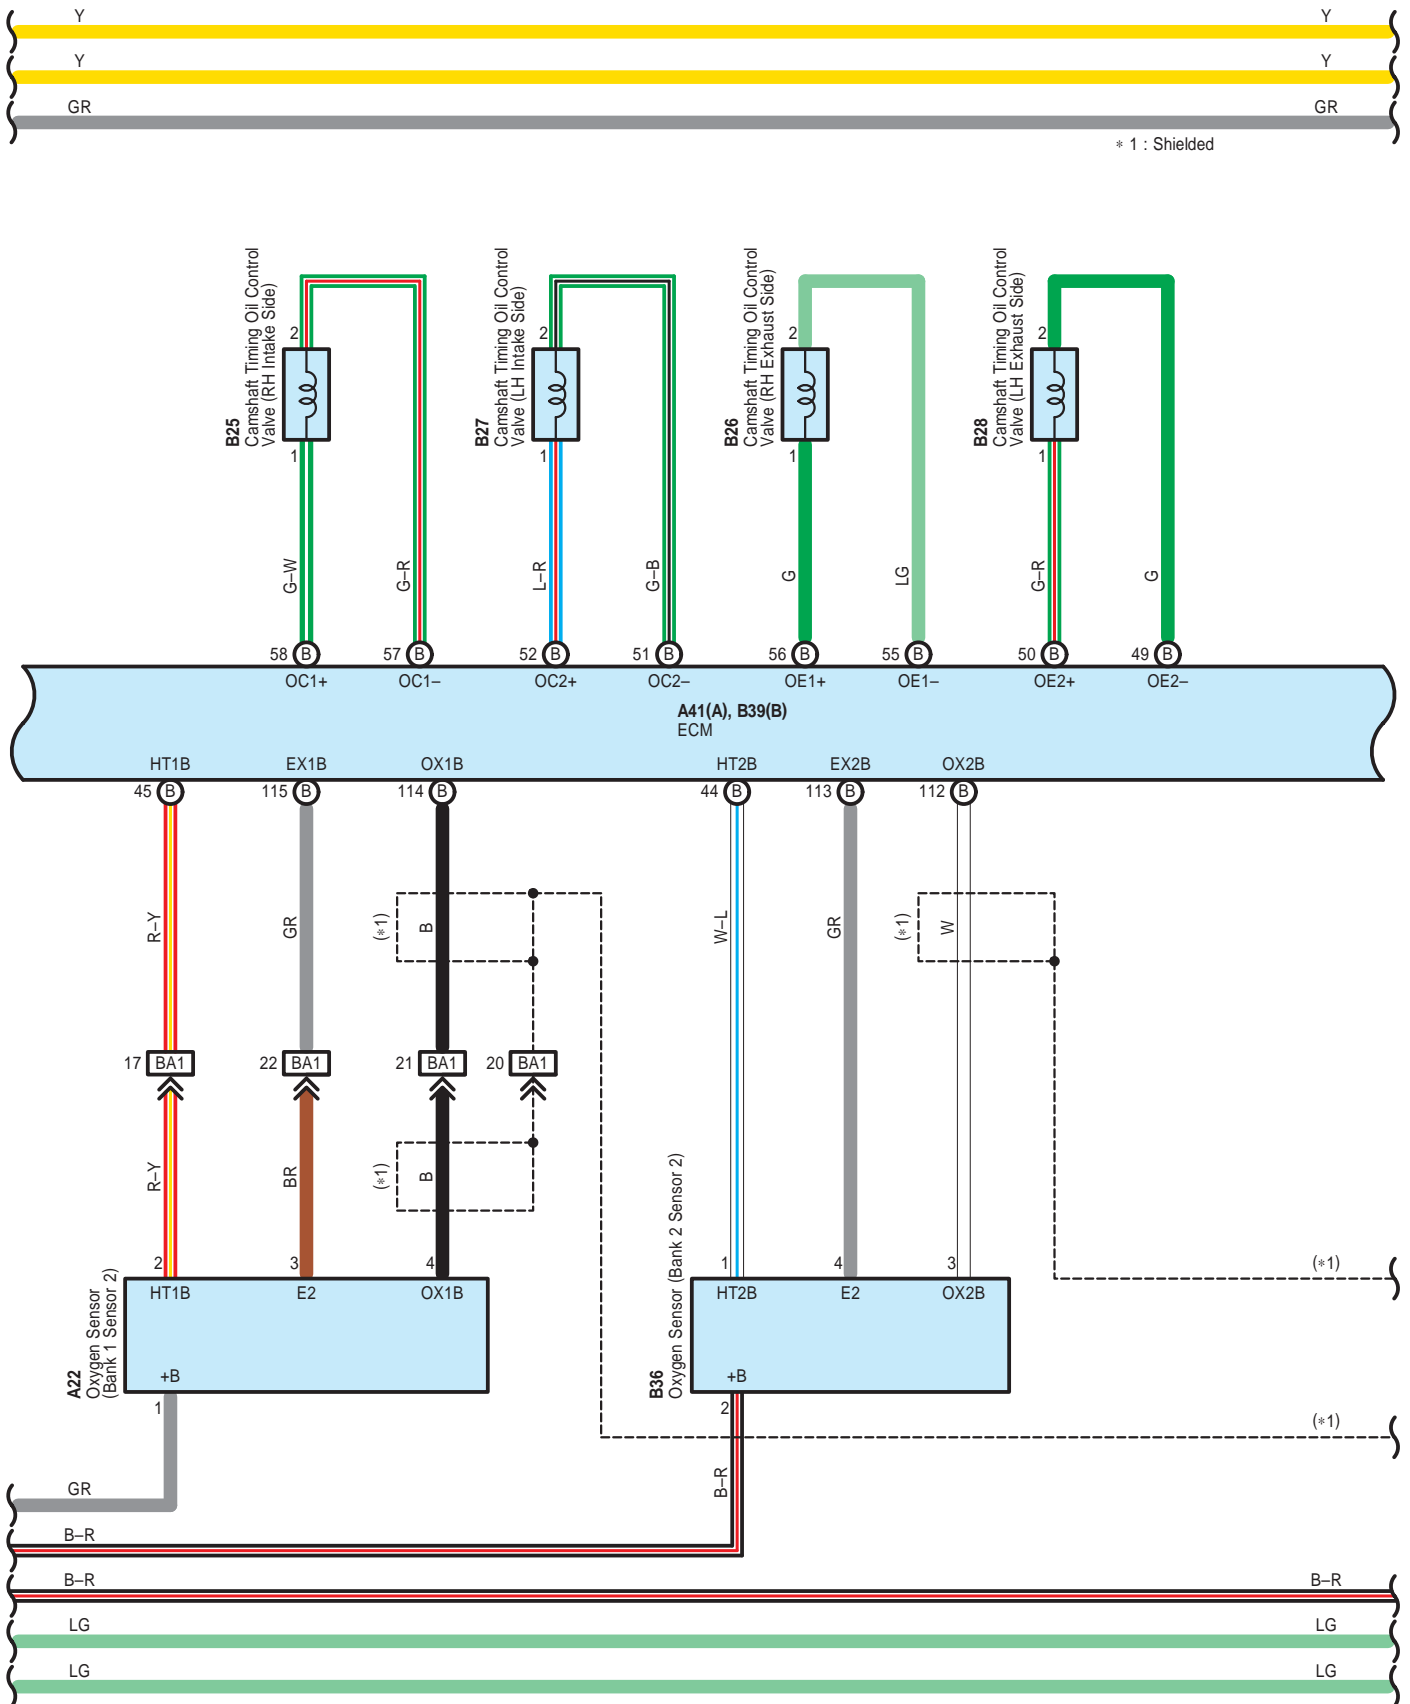 Y Y
Y Y
GR GR
* 1 : Shielded
B25
Camshaft Timing Oil Control
Valve (RH Intake Side)
B27
Camshaft Timing Oil Control
Valve (LH Intake Side)
B26
Camshaft Timing Oil Control
Valve (RH Exhaust Side)
B28
Camshaft Timing Oil Control
Valve (LH Exhaust Side)
2 2 2 2
1 1 1 1
G–W G–R L–R G–B G LG G–R G
58 B 57 B 52 B 51 B 56 B 55 B 50 B 49 B
OC1+ OC1– OC2+ OC2– OE1+ OE1– OE2+ OE2–
A41(A), B39(B)
ECM
HT1B EX1B OX1B HT2B EX2B OX2B
45 B 115 B 114 B 44 B 113 B 112 B
R–Y GR (*1) B W–L GR (*1) W
17 BA1 22 BA1 21 BA1 20 BA1
R–Y BR (*1) B
2 3 4 1 4 3
(*1)
HT1B E2 OX1B HT2B E2 OX2B
A22
Oxygen Sensor
(Bank 1 Sensor 2)
B36
Oxygen Sensor (Bank 2 Sensor 2)
+B +B
1 2
(*1)
B–R
GR
B–R
B–R B–R
LG LG
LG LG